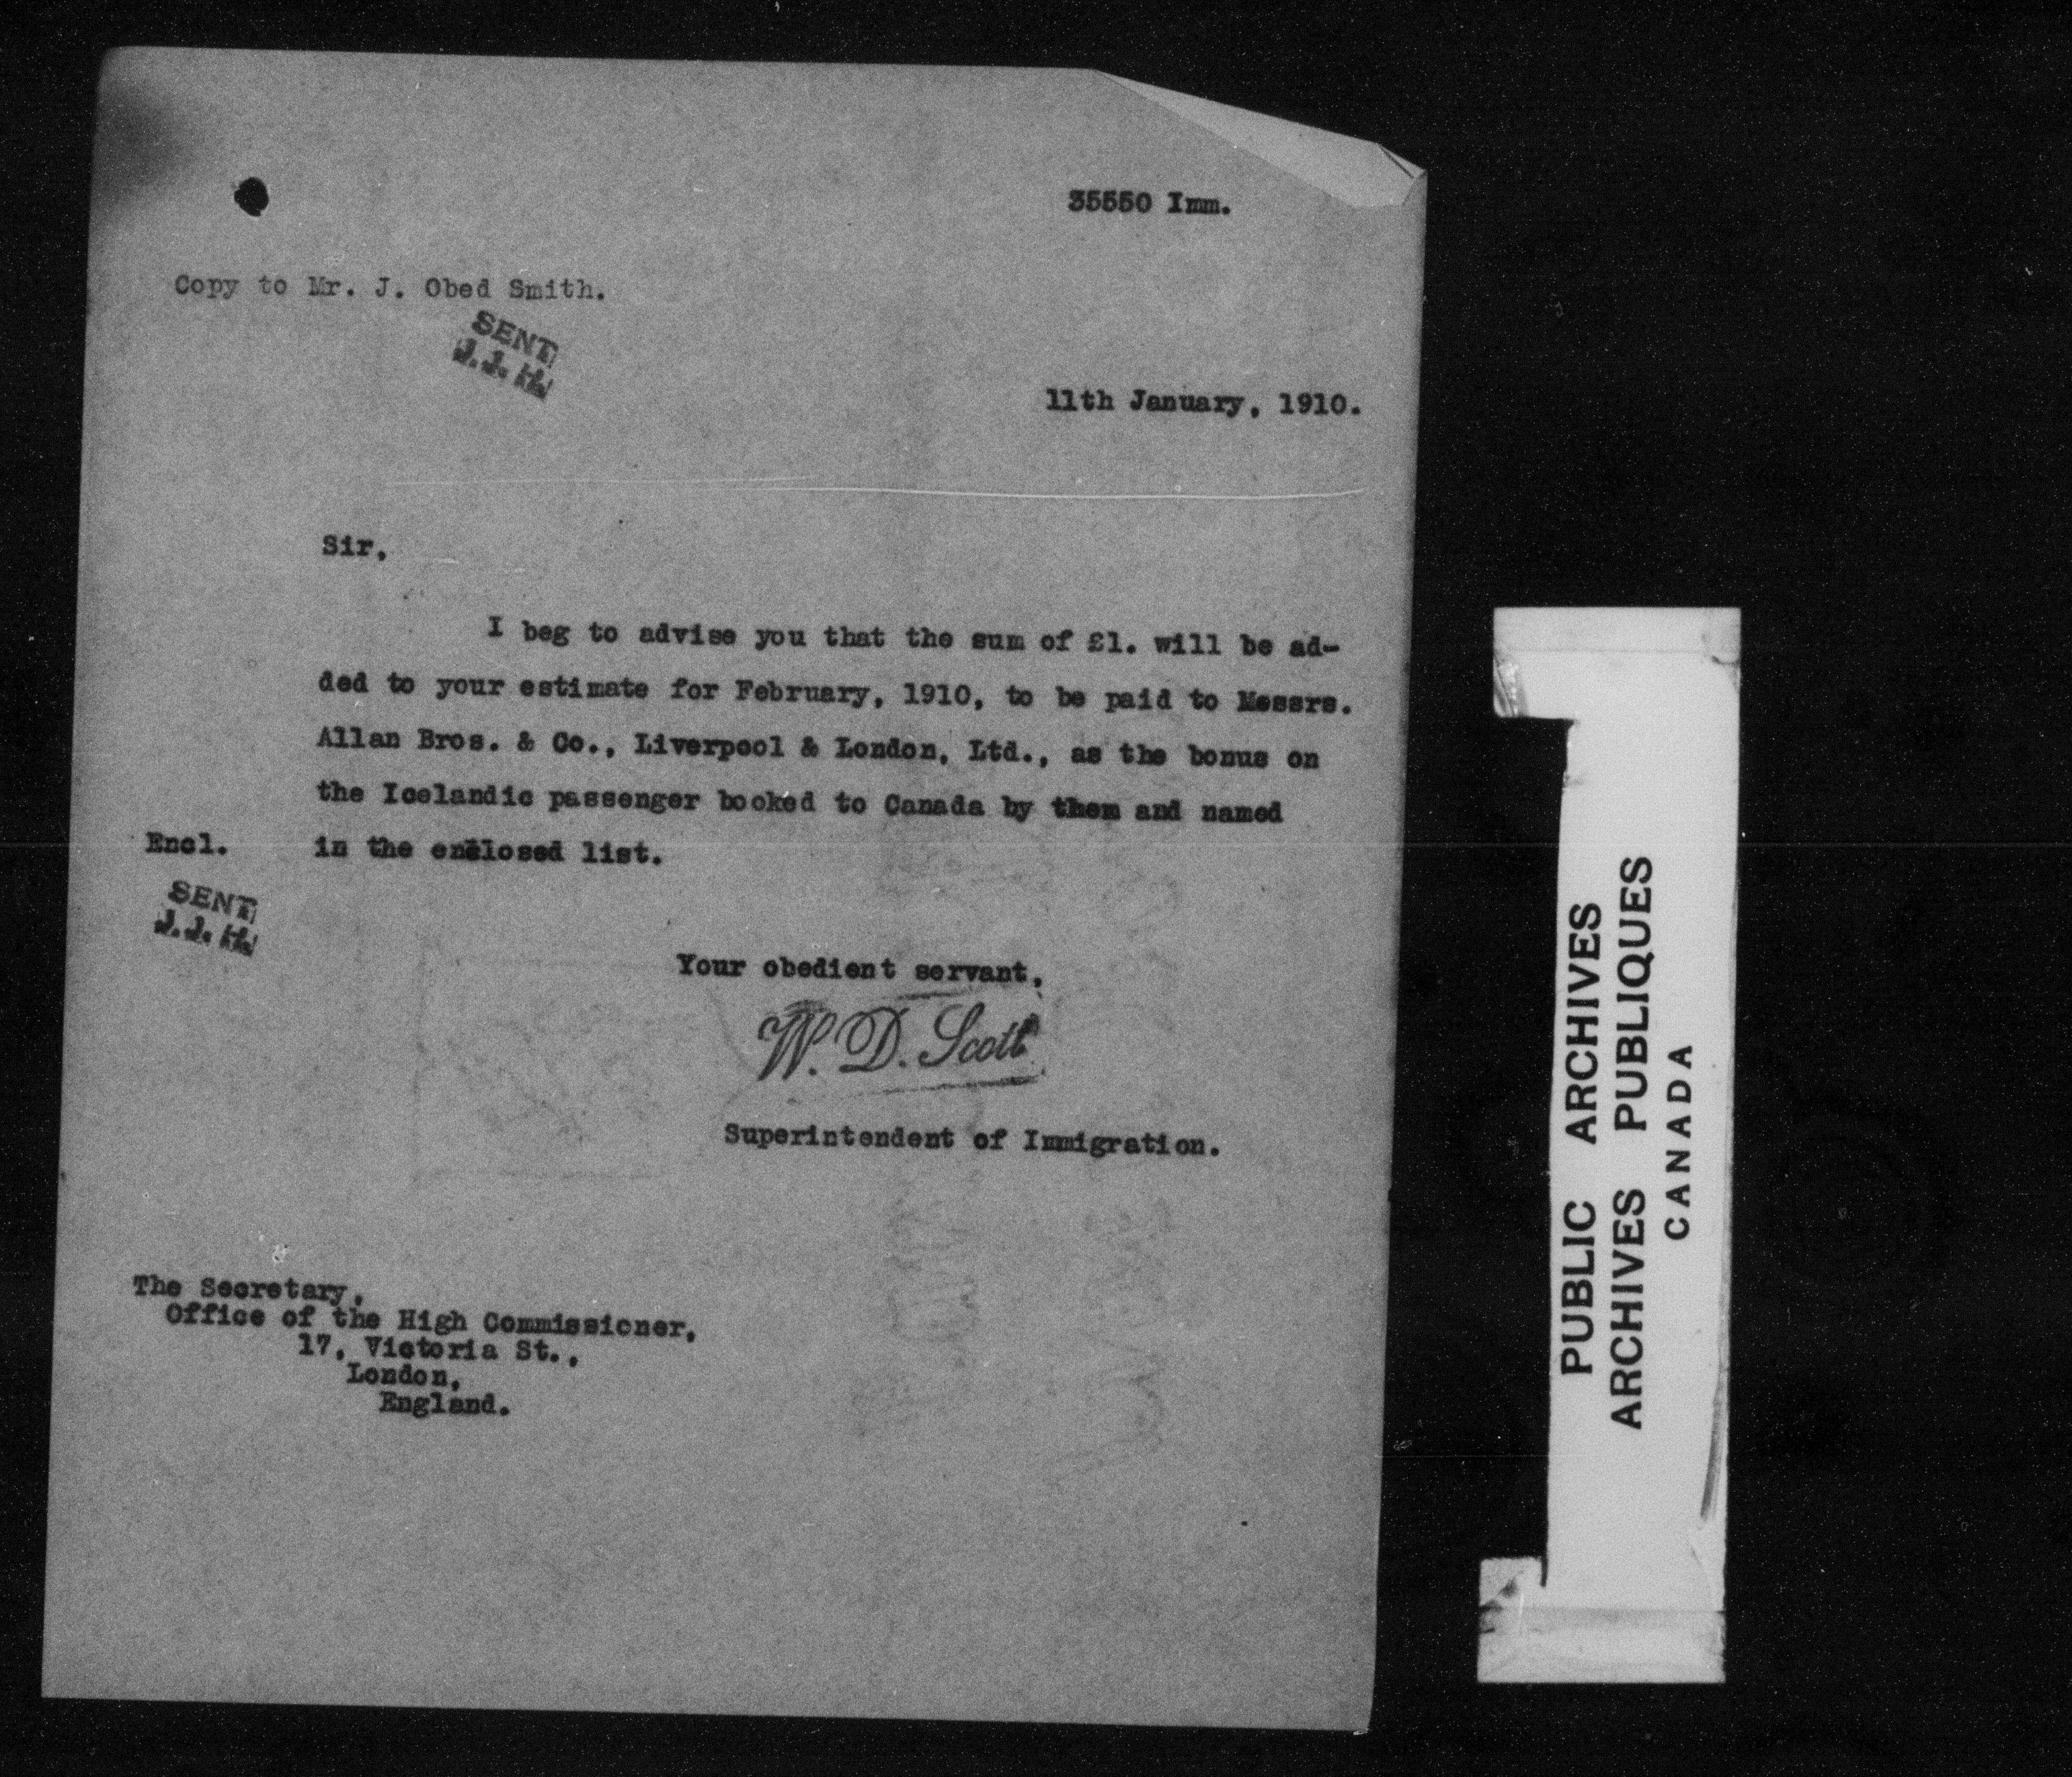 35550 Imm.
Copy to Mr. J. Obed Smith.
SENT
J.J.H.
11th January, 1910.
Sir,
I beg to advise you that the sum of £1. will be ad-
ded to your estimate for February, 1910, to be paid to Messrs.
Allan Bros. & Co., Liverpool & London, Ltd., as the bonus on
the Icelandic passenger booked to Canada by them and named
Encl. in the enclosed list.
SENT
J.J.H.
Your obedient servant,
W. D. Scott
Superintendent of Immigration.
The Secretary,
Office of the High Commissioner,
17, Victoria St.,
London,
England.
PUBLIC ARCHIVES
ARCHIVES PUBLIQUES
CANADA